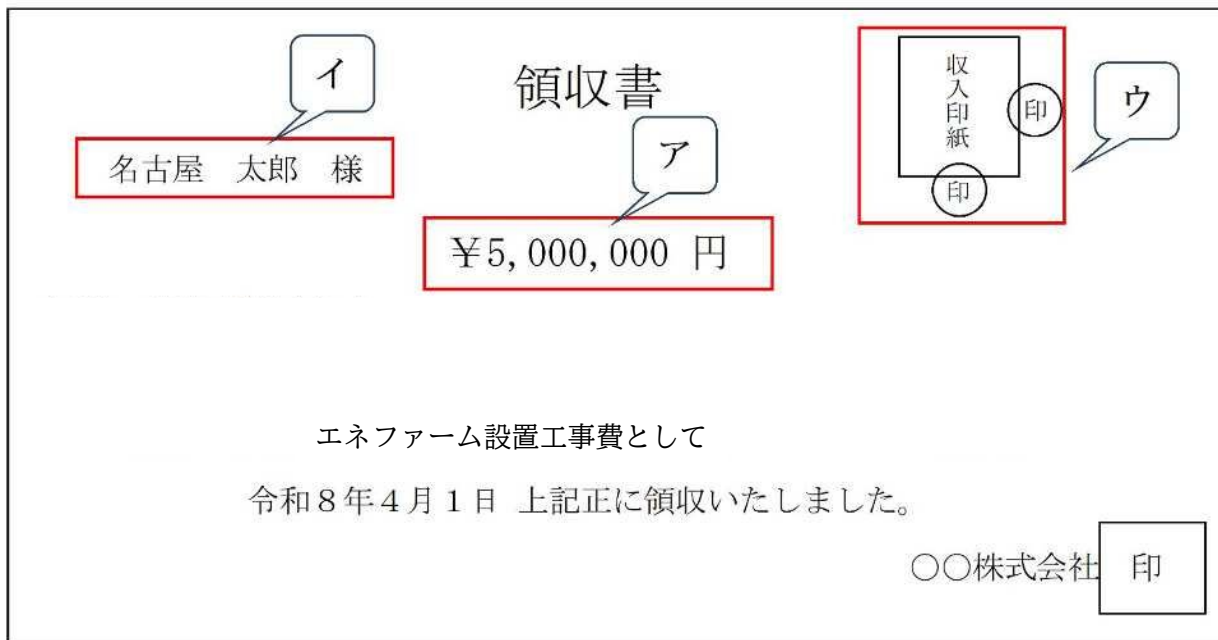 イ
領収書
収入印紙
印
印
ウ
名古屋 太郎 様
ア
¥5,000,000 円
エネファーム設置工事費として
令和8年4月1日 上記正に領収いたしました。
○○株式会社 印